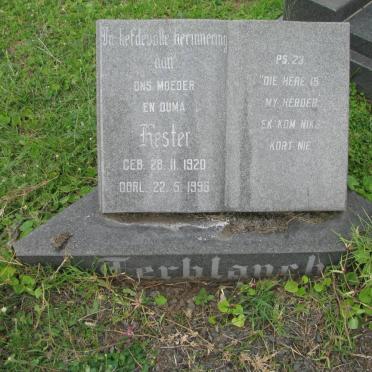 In liefdevolle herinnering
aan
ONS MOEDER
EN OUMA
Hester
GEB. 28. 11. 1920
OORL. 22. 5. 1996
PS. 23
"DIE HERE IS
MY HERDER
EK KOM NIKS
KORT NIE
Terblanch